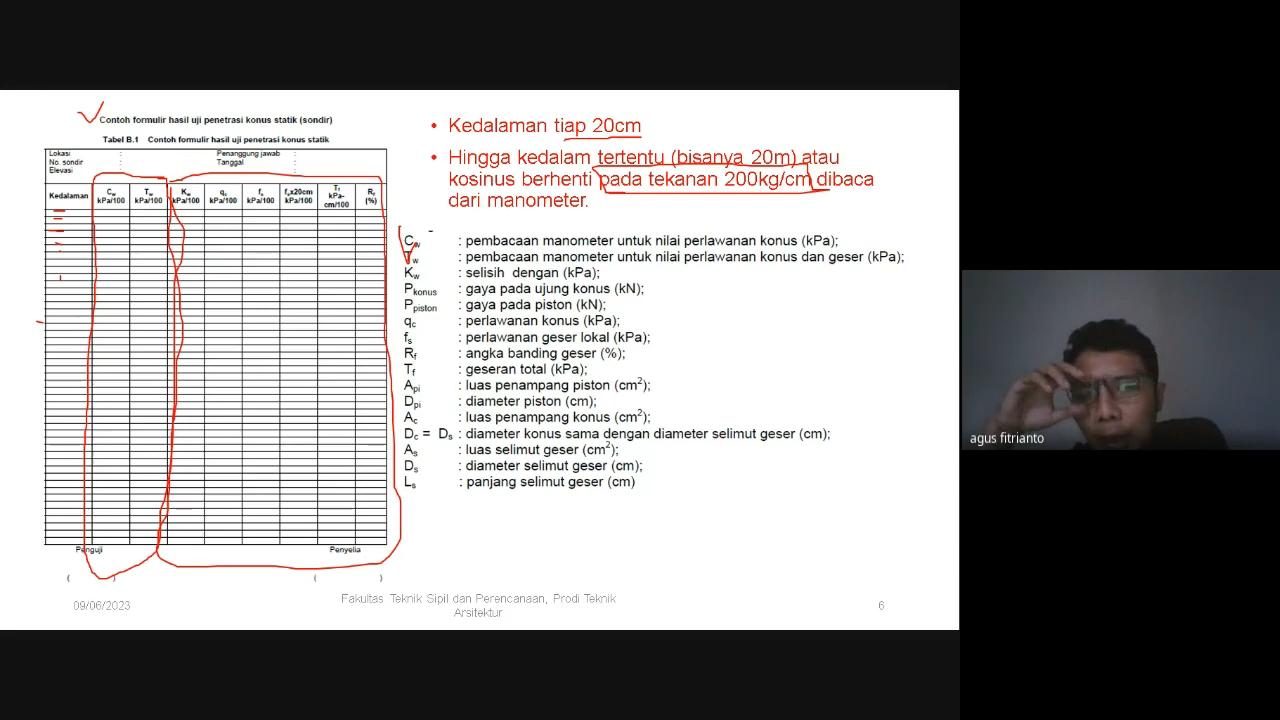 Contoh formulir hasil uji penetrasi konus statik (sondir)
Tabel B.1 Contoh formulir hasil uji penetrasi konus statik
Lokasi : Penanggung jawab :
No. sondir : Tanggal :
Elevasi :
Kedalaman Cw kPa/100 Tw kPa/100 Kw kPa/100 qc kPa/100 fs kPa/100 fsx20cm kPa/100 Tf kPa-cm/100 Rf (%)
Penguji Penyelia
( ) ( )
• Kedalaman tiap 20cm
• Hingga kedalam tertentu (bisanya 20m) atau
kosinus berhenti pada tekanan 200kg/cm dibaca
dari manometer.
Cw : pembacaan manometer untuk nilai perlawanan konus (kPa);
Tw : pembacaan manometer untuk nilai perlawanan konus dan geser (kPa);
Kw : selisih dengan (kPa);
Pkonus : gaya pada ujung konus (kN);
Ppiston : gaya pada piston (kN);
qc : perlawanan konus (kPa);
fs : perlawanan geser lokal (kPa);
Rf : angka banding geser (%);
Tf : geseran total (kPa);
Api : luas penampang piston (cm²);
Dpi : diameter piston (cm);
Ac : luas penampang konus (cm²);
Dc = Ds : diameter konus sama dengan diameter selimut geser (cm);
As : luas selimut geser (cm²);
Ds : diameter selimut geser (cm);
Ls : panjang selimut geser (cm)
09/06/2023
Fakultas Teknik Sipil dan Perencanaan, Prodi Teknik
Arsitektur
6
agus fitrianto